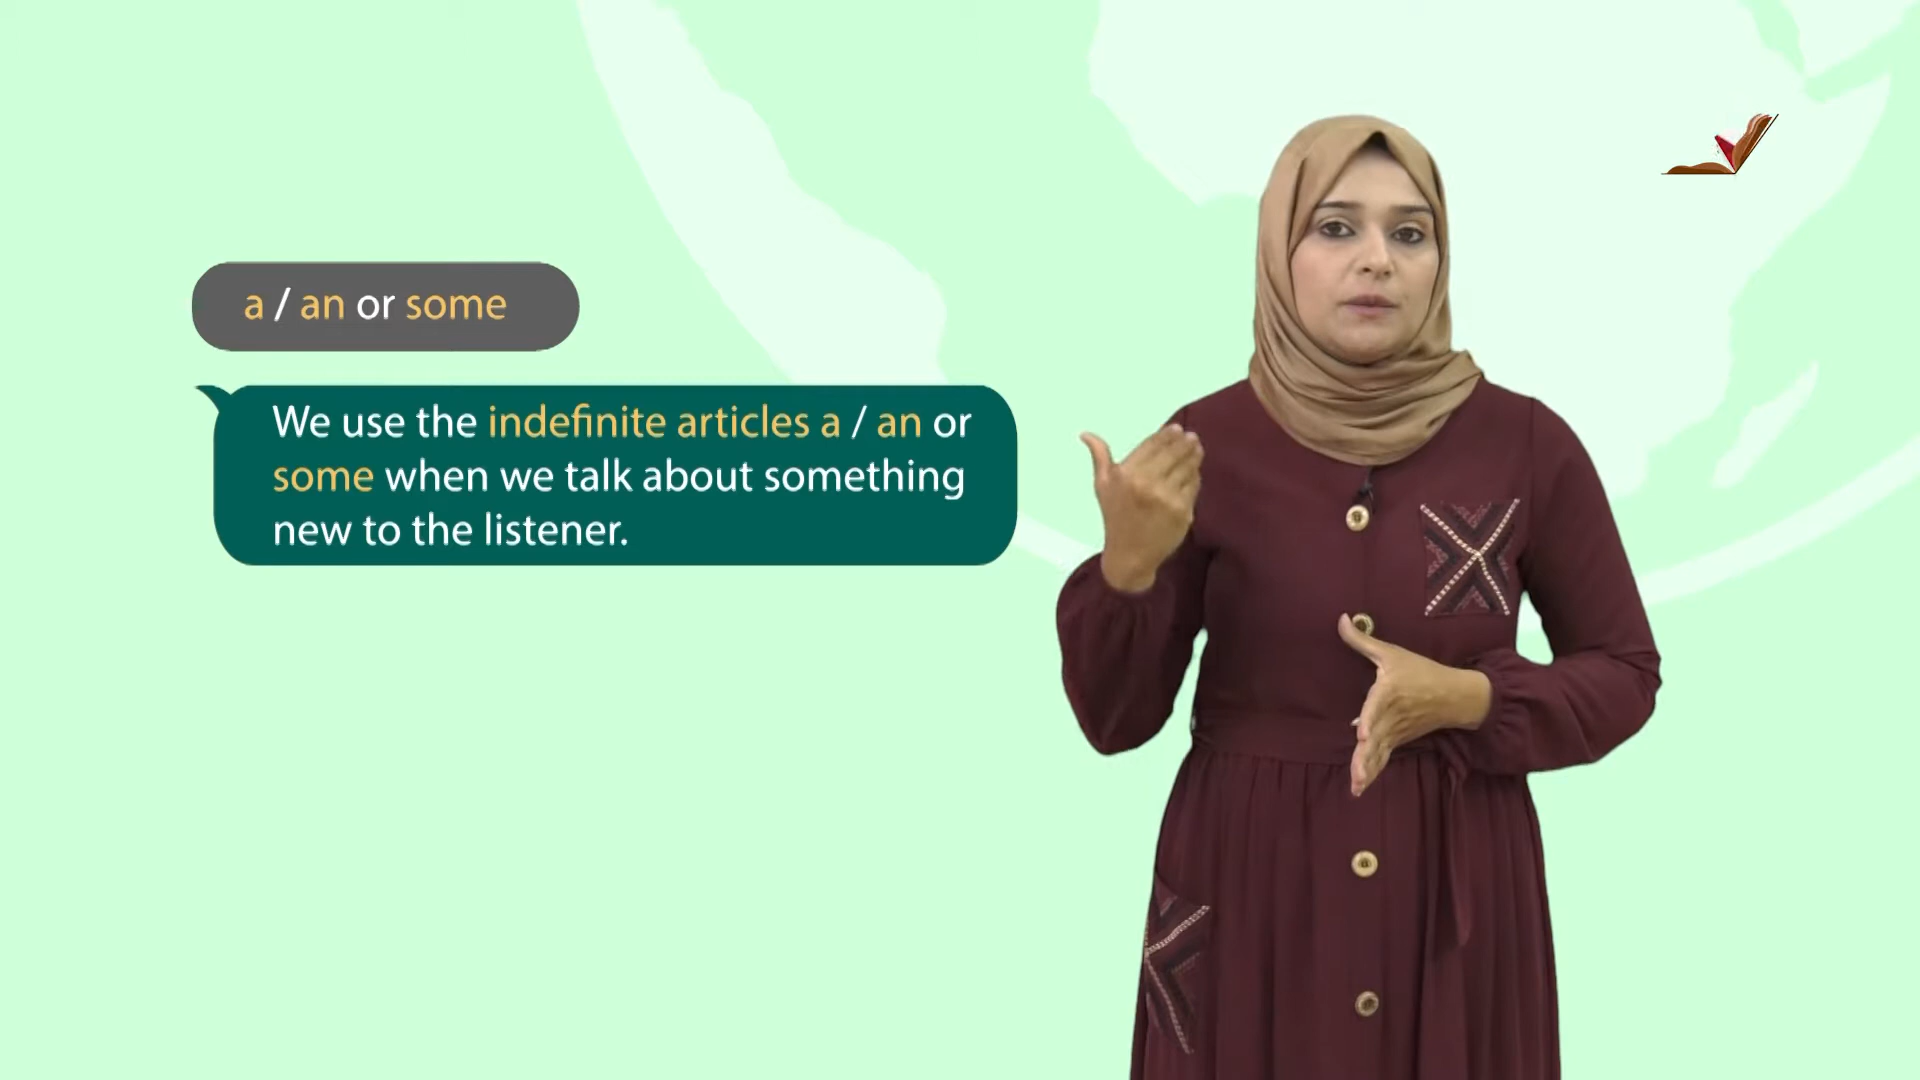 a / an or some
We use the indefinite articles a / an or
some when we talk about something
new to the listener.